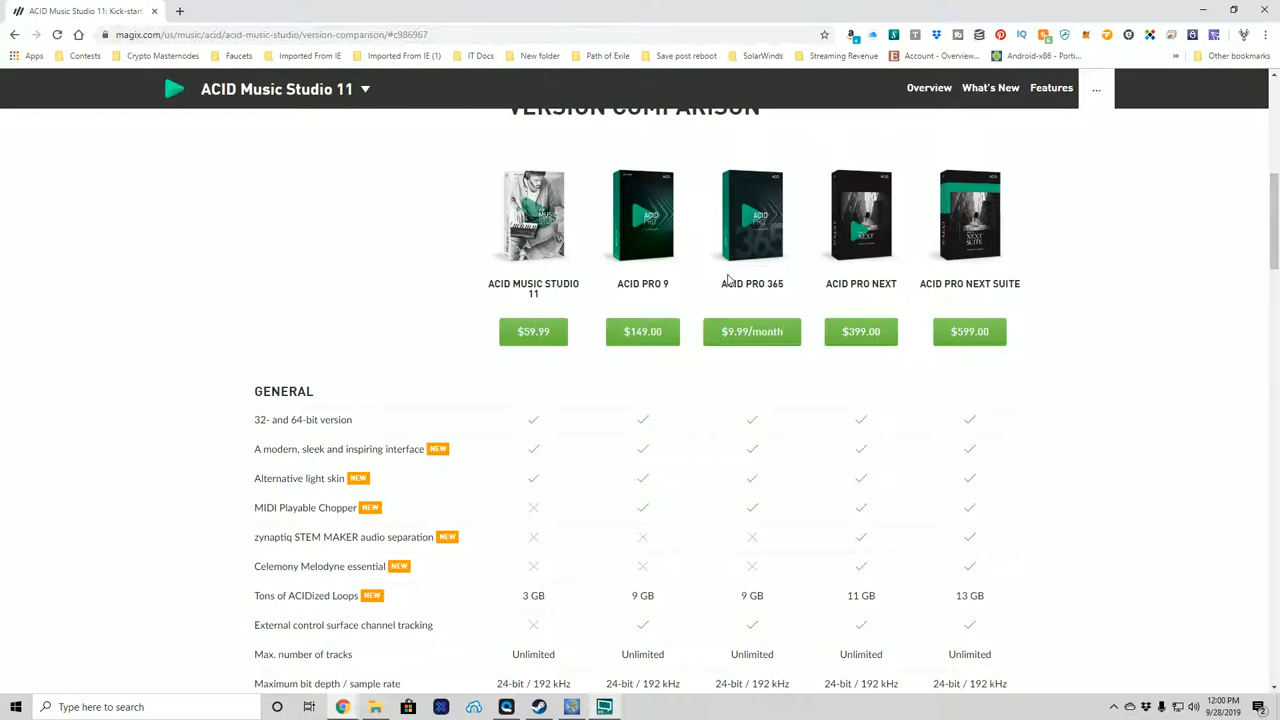 ACID Music Studio 11: Kick-start
magix.com/us/music/acid/acid-music-studio/version-comparison/#c986967
Apps Contests Crypto Masternodes Faucets Imported From IE Imported From IE (1) IT Docs New folder Path of Exile Save post reboot SolarWinds Streaming Revenue Account - Overview... Android-x86 - Porti... » Other bookmarks
ACID Music Studio 11 Overview What's New Features ...
VERSION COMPARISON
ACID MUSIC STUDIO 11 ACID PRO 9 ACID PRO 365 ACID PRO NEXT ACID PRO NEXT SUITE
$59.99 $149.00 $9.99/month $399.00 $599.00
GENERAL
32- and 64-bit version
A modern, sleek and inspiring interface NEW
Alternative light skin NEW
MIDI Playable Chopper NEW
zynaptiq STEM MAKER audio separation NEW
Celemony Melodyne essential NEW
Tons of ACIDized Loops NEW 3 GB 9 GB 9 GB 11 GB 13 GB
External control surface channel tracking
Max. number of tracks Unlimited Unlimited Unlimited Unlimited Unlimited
Maximum bit depth / sample rate 24-bit / 192 kHz 24-bit / 192 kHz 24-bit / 192 kHz 24-bit / 192 kHz 24-bit / 192 kHz
Type here to search
12:00 PM
9/28/2019